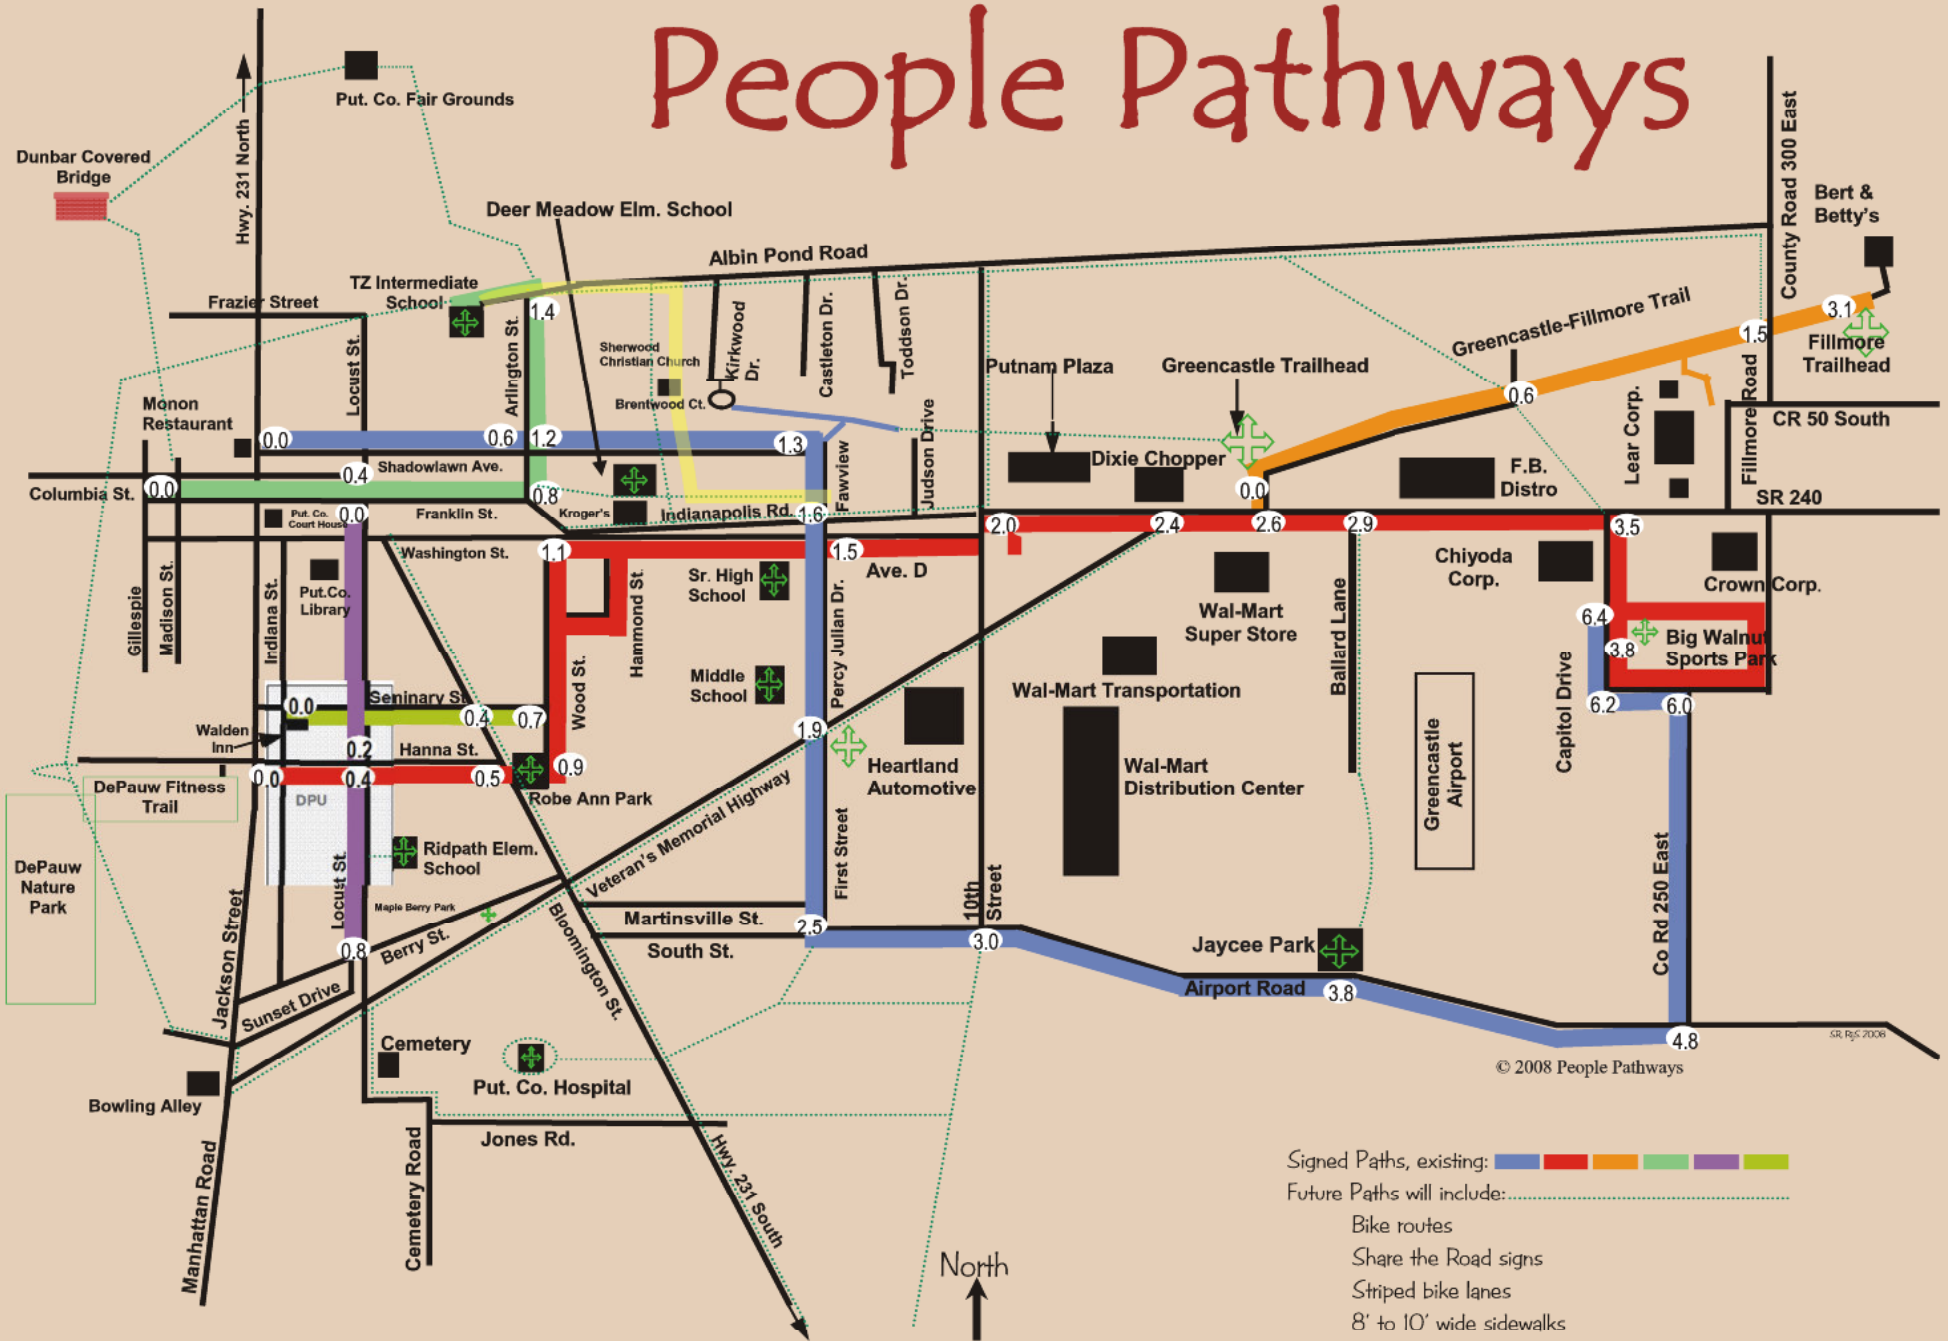 People Pathways
Put. Co. Fair Grounds
Hwy. 231 North
Dunbar Covered
Bridge
Deer Meadow Elm. School
Albin Pond Road
County Road 300 East
Bert &
Betty's
TZ Intermediate
School
Frazier Street
1.4
3.1
Greencastle-Fillmore Trail
1.5
Fillmore
Trailhead
Locust St.
Arlington St.
Sherwood
Christian Church
Kirkwood
Dr.
Castleton Dr.
Toddson Dr.
Putnam Plaza
Greencastle Trailhead
0.6
Brentwood Ct.
Monon
Restaurant
0.0
0.6
1.2
1.3
Fawview
Judson Drive
Lear Corp.
Fillmore Road
CR 50 South
Shadowlawn Ave.
0.4
Dixie Chopper
F.B.
Distro
Columbia St.
0.0
0.8
0.0
SR 240
Put. Co.
Court House
0.0
Franklin St.
Kroger's
Indianapolis Rd.
1.6
2.0
2.4
2.6
2.9
3.5
Washington St.
1.1
1.5
Ave. D
Chiyoda
Corp.
Crown Corp.
Gillespie
Madison St.
Indiana St.
Put.Co.
Library
Hammond St.
Sr. High
School
Percy Julian Dr.
Wal-Mart
Super Store
Ballard Lane
6.4
3.8
Big Walnut
Sports Park
Wood St.
Middle
School
Wal-Mart Transportation
Capitol Drive
Seninary St.
0.0
0.4
0.7
6.2
6.0
Walden
Inn
0.2
Hanna St.
1.9
Greencastle
Airport
0.0
0.4
0.5
0.9
Heartland
Automotive
Wal-Mart
Distribution Center
DePauw Fitness
Trail
DPU
Robe Ann Park
Veteran's Memorial Highway
First Street
DePauw
Nature
Park
Ridpath Elem.
School
Locust St.
Maple Berry Park
Jackson Street
Berry St.
0.8
Bloomington St.
Martinsville St.
South St.
2.5
10th
Street
3.0
Jaycee Park
Co Rd 250 East
Airport Road
3.8
Sunset Drive
4.8
SR, RjS 2008
© 2008 People Pathways
Cemetery
Put. Co. Hospital
Bowling Alley
Jones Rd.
Manhattan Road
Cemetery Road
Hwy. 231 South
North
Signed Paths, existing:
Future Paths will include:
Bike routes
Share the Road signs
Striped bike lanes
8' to 10' wide sidewalks